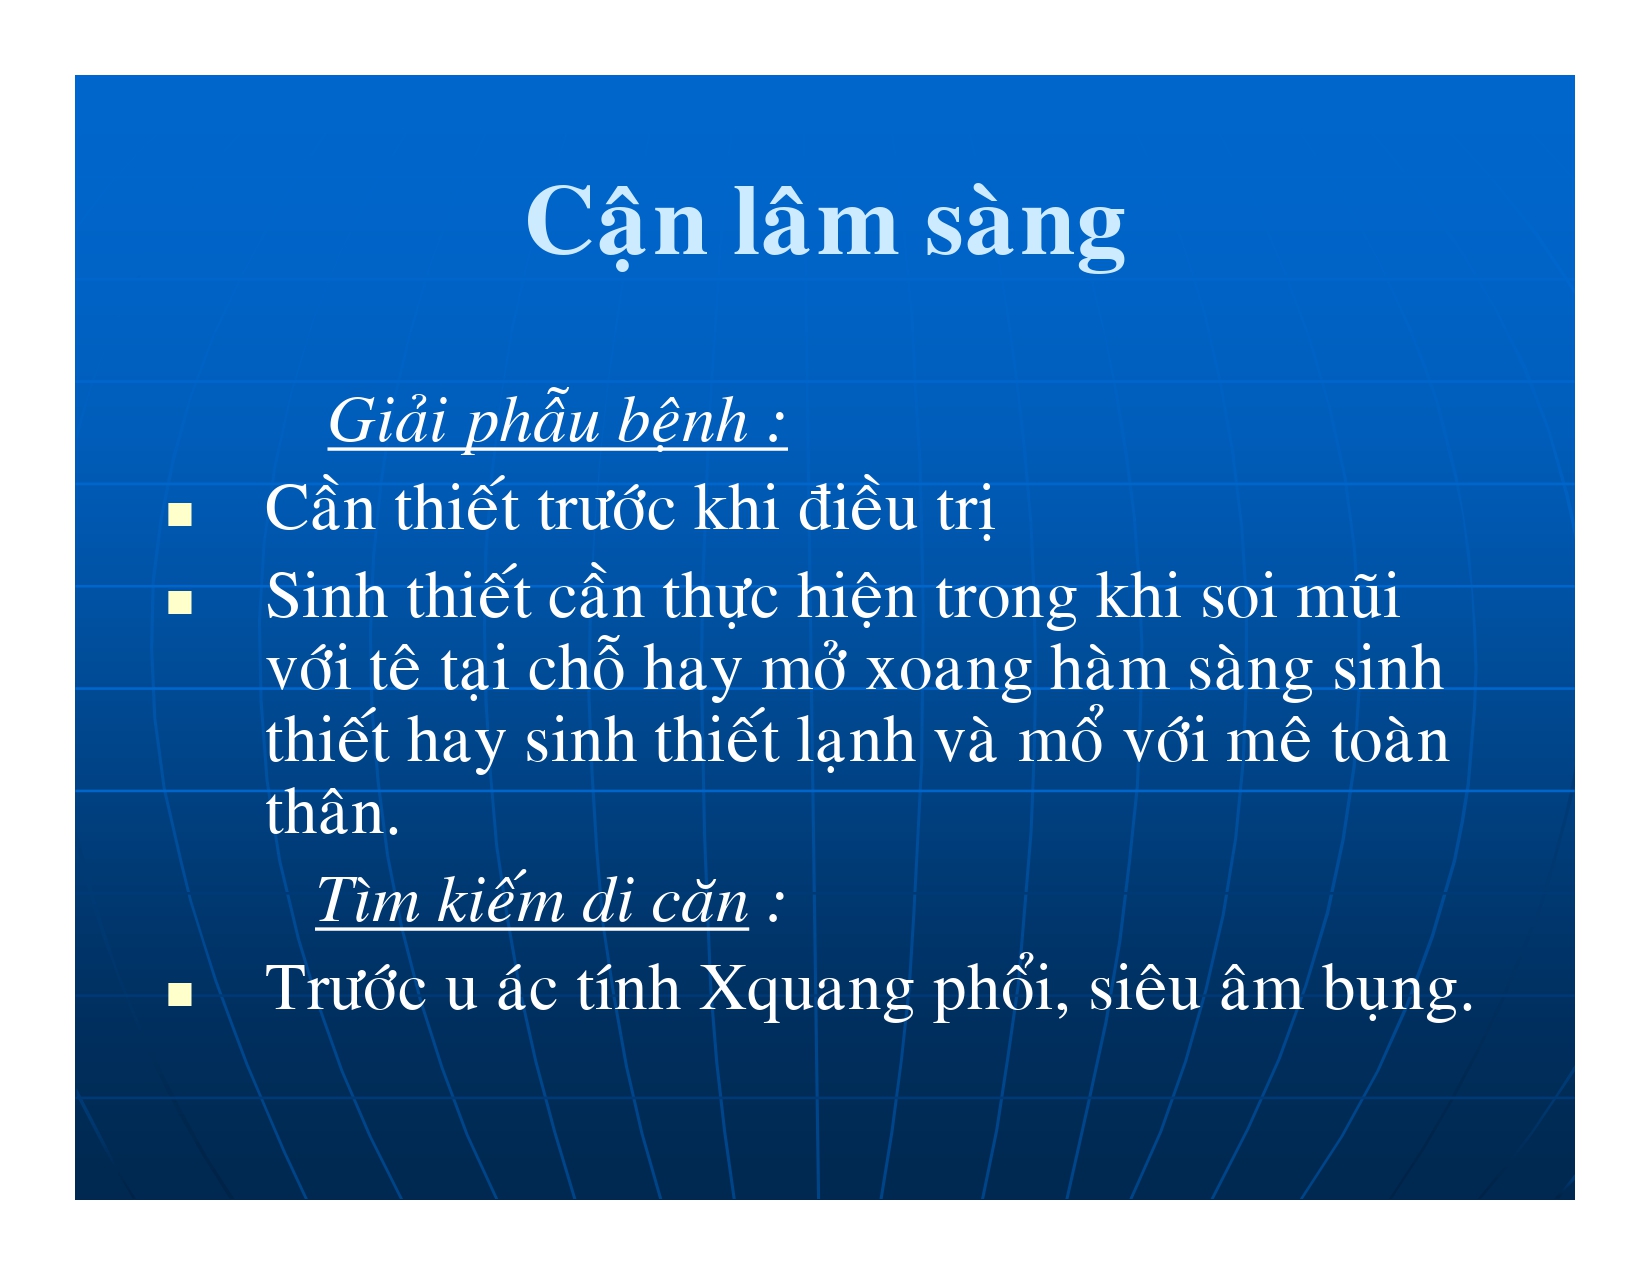 Cận lâm sàng
Giải phẫu bệnh :
Cần thiết trước khi điều trị
Sinh thiết cần thực hiện trong khi soi mũi
với tê tại chỗ hay mở xoang hàm sàng sinh
thiết hay sinh thiết lạnh và mổ với mê toàn
thân.
Tìm kiếm di căn :
Trước u ác tính Xquang phổi, siêu âm bụng.